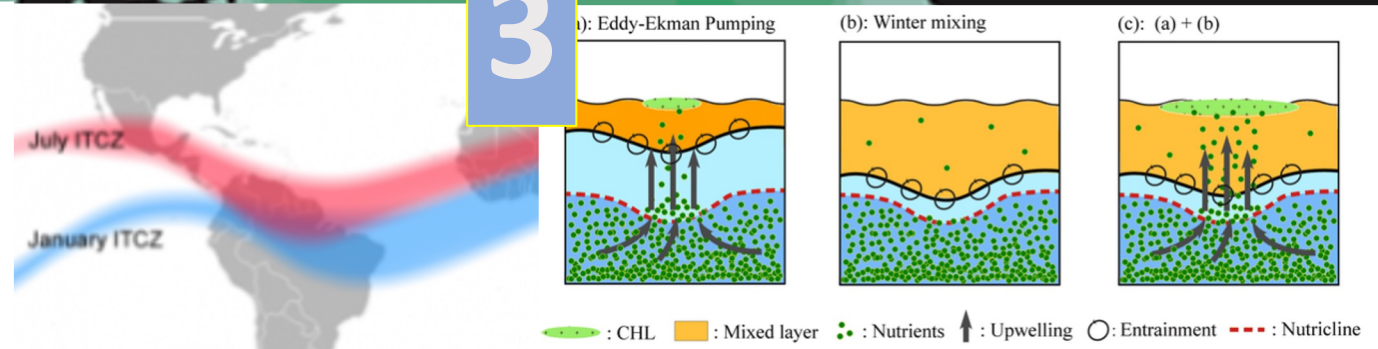 3
): Eddy-Ekman Pumping
(b): Winter mixing
(c): (a) + (b)
July ITCZ
January ITCZ
: CHL
: Mixed layer
: Nutrients
: Upwelling
: Entrainment
: Nutricline